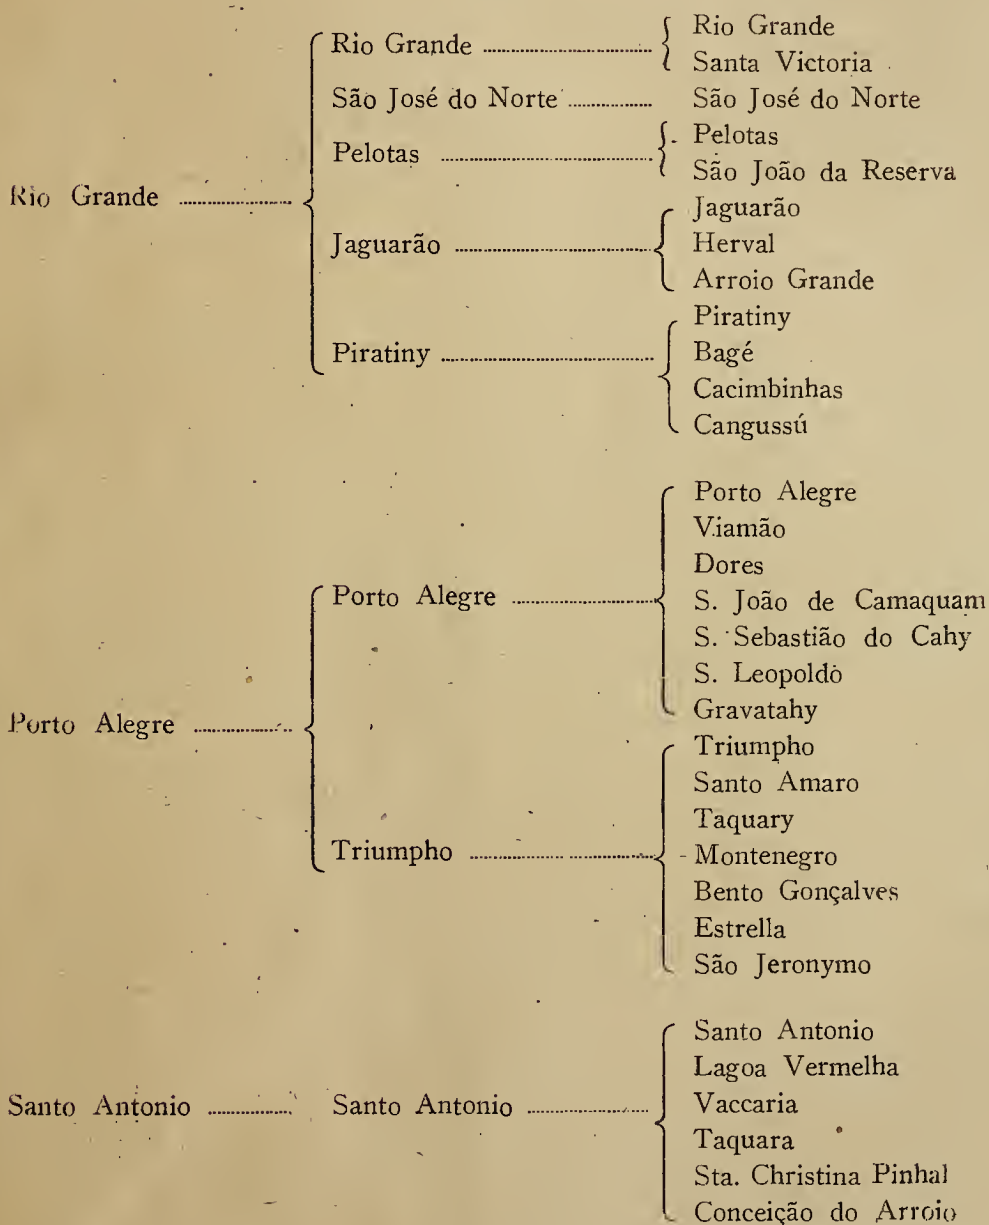 Rio Grande
Rio Grande
Santa Victoria
São José do Norte
São José do Norte
Pelotas
Pelotas
São João da Reserva
Rio Grande
Jaguarão
Jaguarão
Herval
Arroio Grande
Piratiny
Piratiny
Bagé
Cacimbinhas
Cangussú
Porto Alegre
Viamão
Dores
Porto Alegre
S. João de Camaquam
S. Sebastião do Cahy
S. Leopoldo
Gravatahy
Porto Alegre
Triumpho
Santo Amaro
Taquary
Triumpho
Montenegro
Bento Gonçalves
Estrella
São Jeronymo
Santo Antonio
Lagoa Vermelha
Santo Antonio
Santo Antonio
Vaccaria
Taquara
Sta. Christina Pinhal
Conceição do Arroio